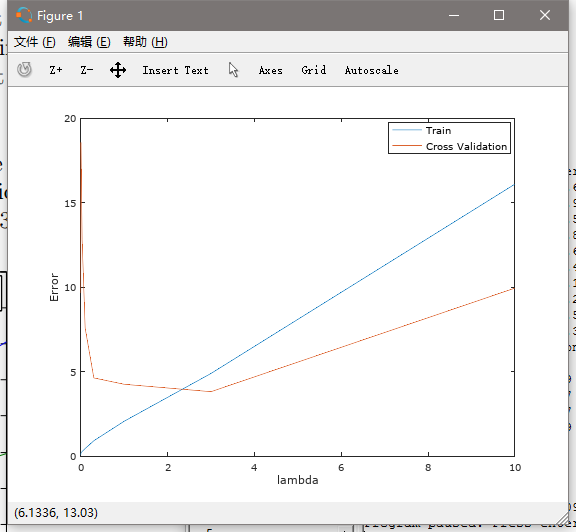 Figure 1
文件 (F) 编辑 (E) 帮助 (H)
Z+ Z- Insert Text Axes Grid Autoscale
Train
Cross Validation
20
15
10
5
0
Error
0 2 4 6 8 10
lambda
(6.1336, 13.03)